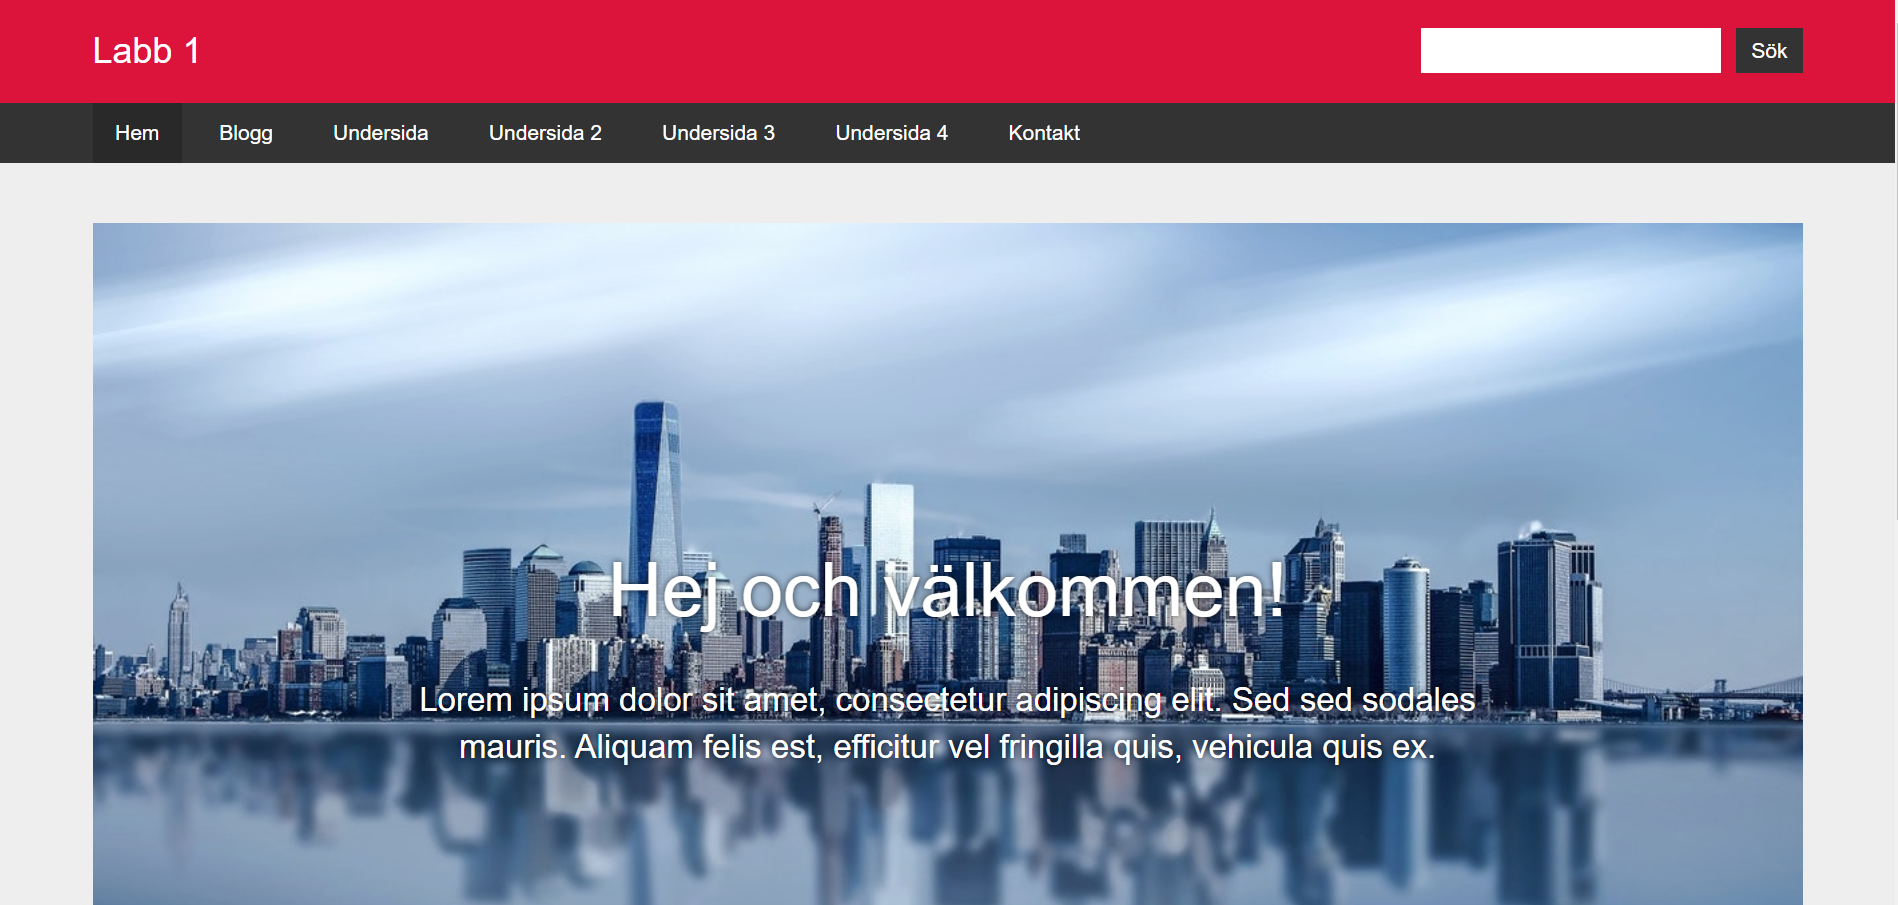 Labb 1
Sök
Hem Blogg Undersida Undersida 2 Undersida 3 Undersida 4 Kontakt
Hej och välkommen!
Lorem ipsum dolor sit amet, consectetur adipiscing elit. Sed sed sodales
mauris. Aliquam felis est, efficitur vel fringilla quis, vehicula quis ex.